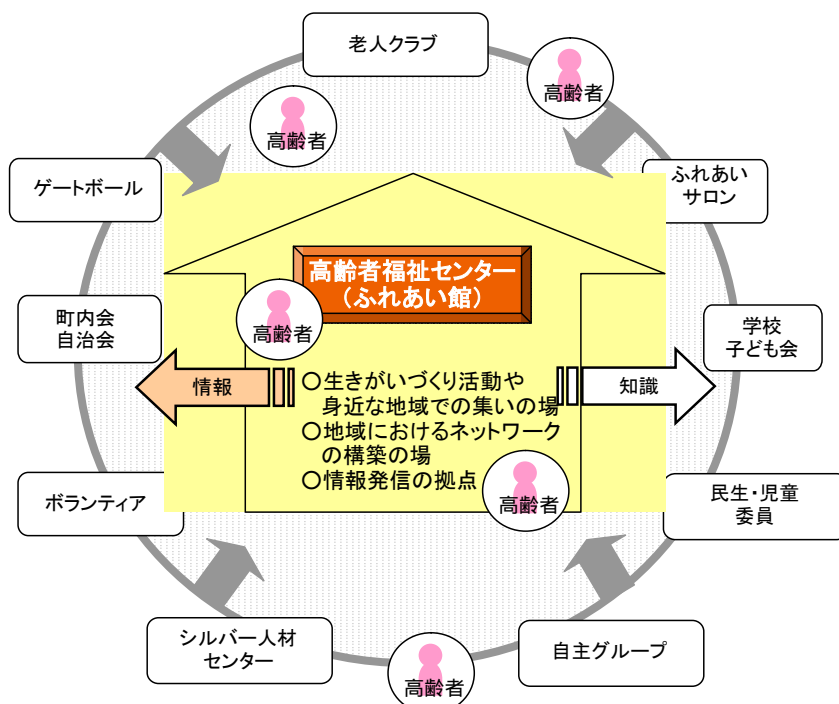 老人クラブ
高齢者
高齢者
ゲートボール
ふれあい
サロン
高齢者福祉センター
（ふれあい館）
高齢者
町内会
自治会
学校
子ども会
情報
知識
○生きがいづくり活動や
身近な地域での集いの場
○地域におけるネットワーク
の構築の場
○情報発信の拠点
高齢者
ボランティア
民生・児童
委員
シルバー人材
センター
自主グループ
高齢者